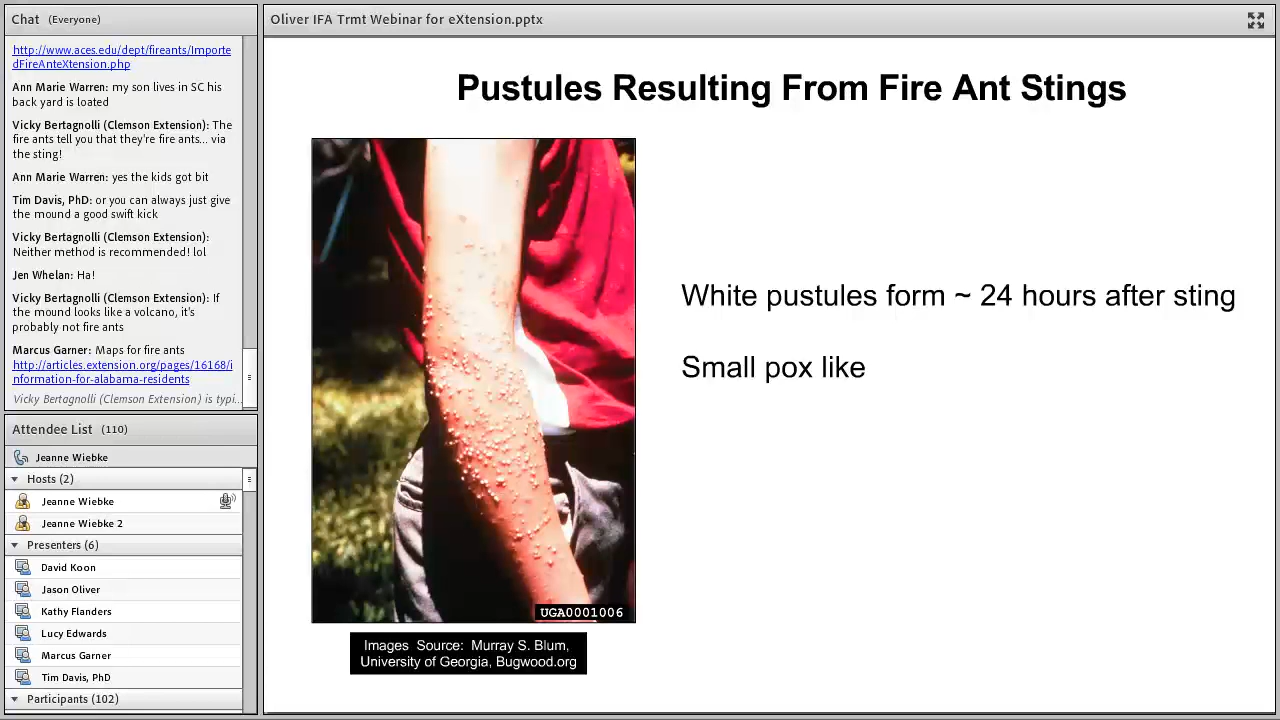 Chat (Everyone)
http://www.aces.edu/dept/fireants/Importe
dFireAnteXtension.php
Ann Marie Warren: my son lives in SC his
back yard is loated
Vicky Bertagnolli (Clemson Extension): The
fire ants tell you that they're fire ants... via
the sting!
Ann Marie Warren: yes the kids got bit
Tim Davis, PhD: or you can always just give
the mound a good swift kick
Vicky Bertagnolli (Clemson Extension):
Neither method is recommended! lol
Jen Whelan: Ha!
Vicky Bertagnolli (Clemson Extension): If
the mound looks like a volcano, it's
probably not fire ants
Marcus Garner: Maps for fire ants
http://articles.extension.org/pages/16168/i
nformation-for-alabama-residents
Vicky Bertagnolli (Clemson Extension) is typi...
Attendee List (110)
Jeanne Wiebke
Hosts (2)
Jeanne Wiebke
Jeanne Wiebke 2
Presenters (6)
David Koon
Jason Oliver
Kathy Flanders
Lucy Edwards
Marcus Garner
Tim Davis, PhD
Participants (102)
Oliver IFA Trmt Webinar for eXtension.pptx
Pustules Resulting From Fire Ant Stings
White pustules form ~ 24 hours after sting
Small pox like
UGA0001006
Images Source: Murray S. Blum,
University of Georgia, Bugwood.org